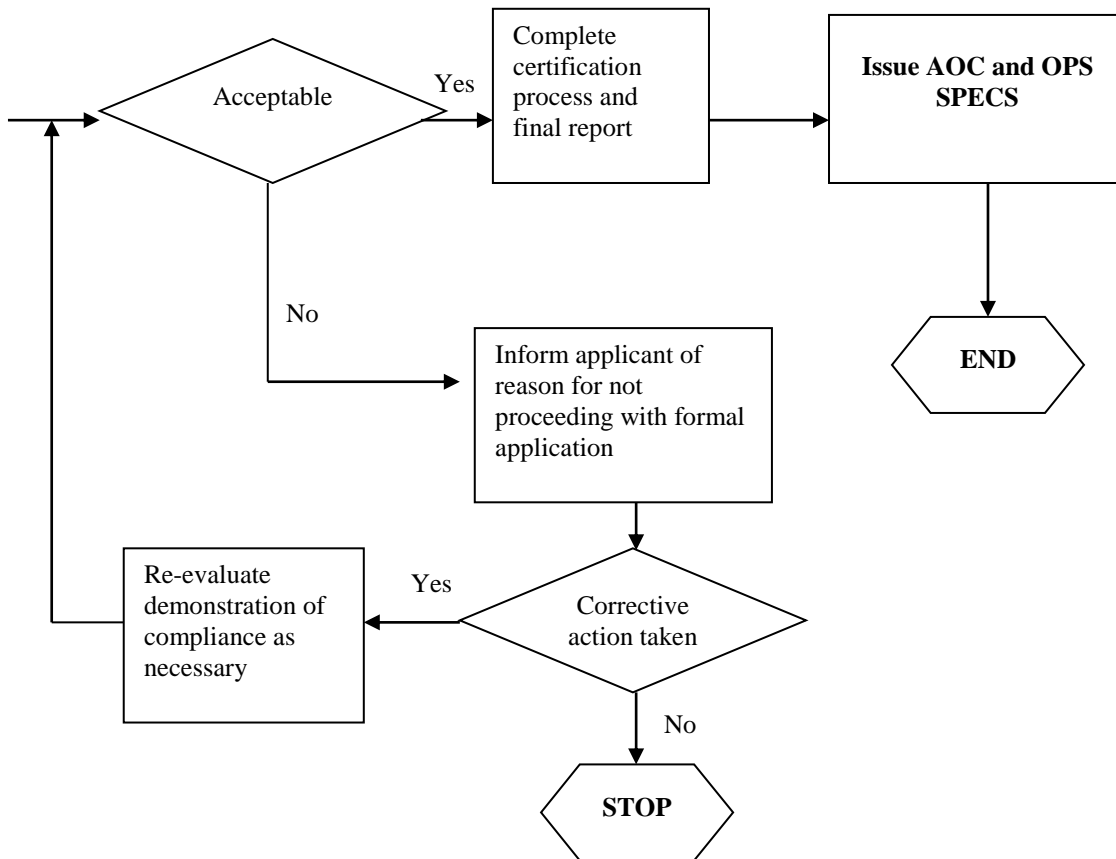 Acceptable
Yes
Complete
certification
process and
final report
Issue AOC and OPS
SPECS
END
No
Inform applicant of
reason for not
proceeding with formal
application
Corrective
action taken
Yes
Re-evaluate
demonstration of
compliance as
necessary
No
STOP